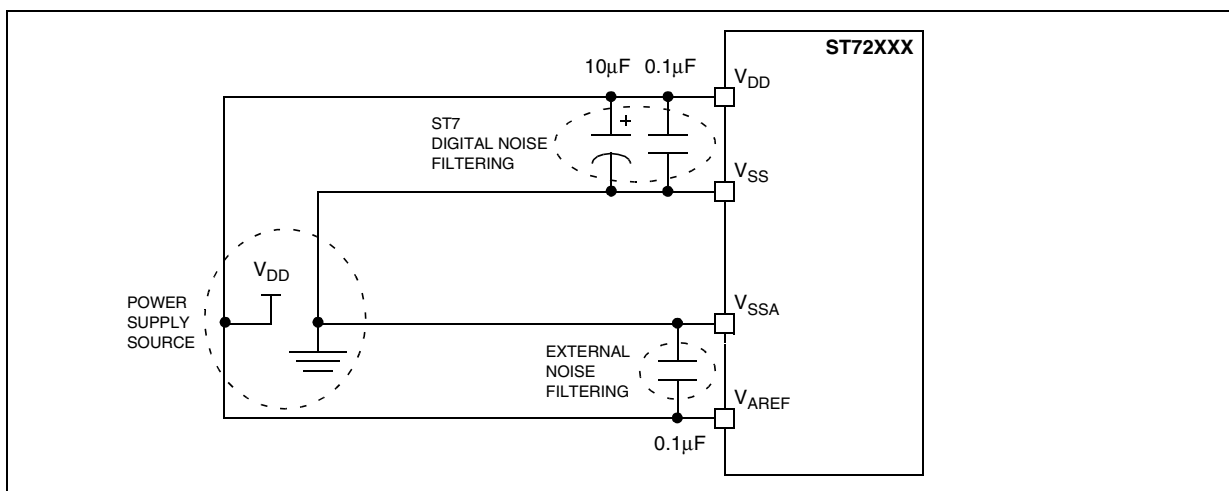 ST72XXX
10µF 0.1µF
VDD
ST7
DIGITAL NOISE
FILTERING
+
VSS
VDD
POWER
SUPPLY
SOURCE
VSSA
EXTERNAL
NOISE
FILTERING
VAREF
0.1µF